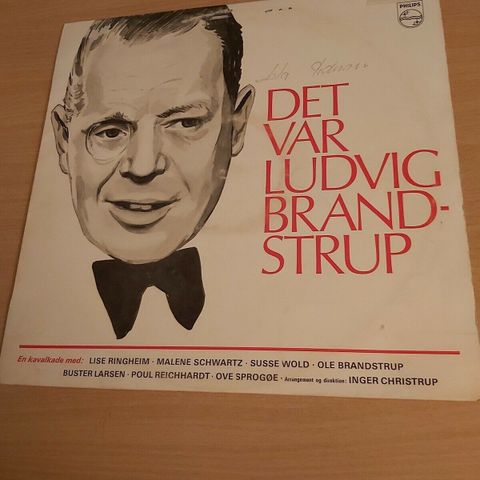 PHILIPS
DET
VAR
LUDVIG
BRAND-
STRUP
En kavalkade med: LISE RINGHEIM · MALENE SCHWARTZ · SUSSE WOLD · OLE BRANDSTRUP
BUSTER LARSEN · POUL REICHHARDT · OVE SPROGØE · Arrangement og direktion: INGER CHRISTRUP